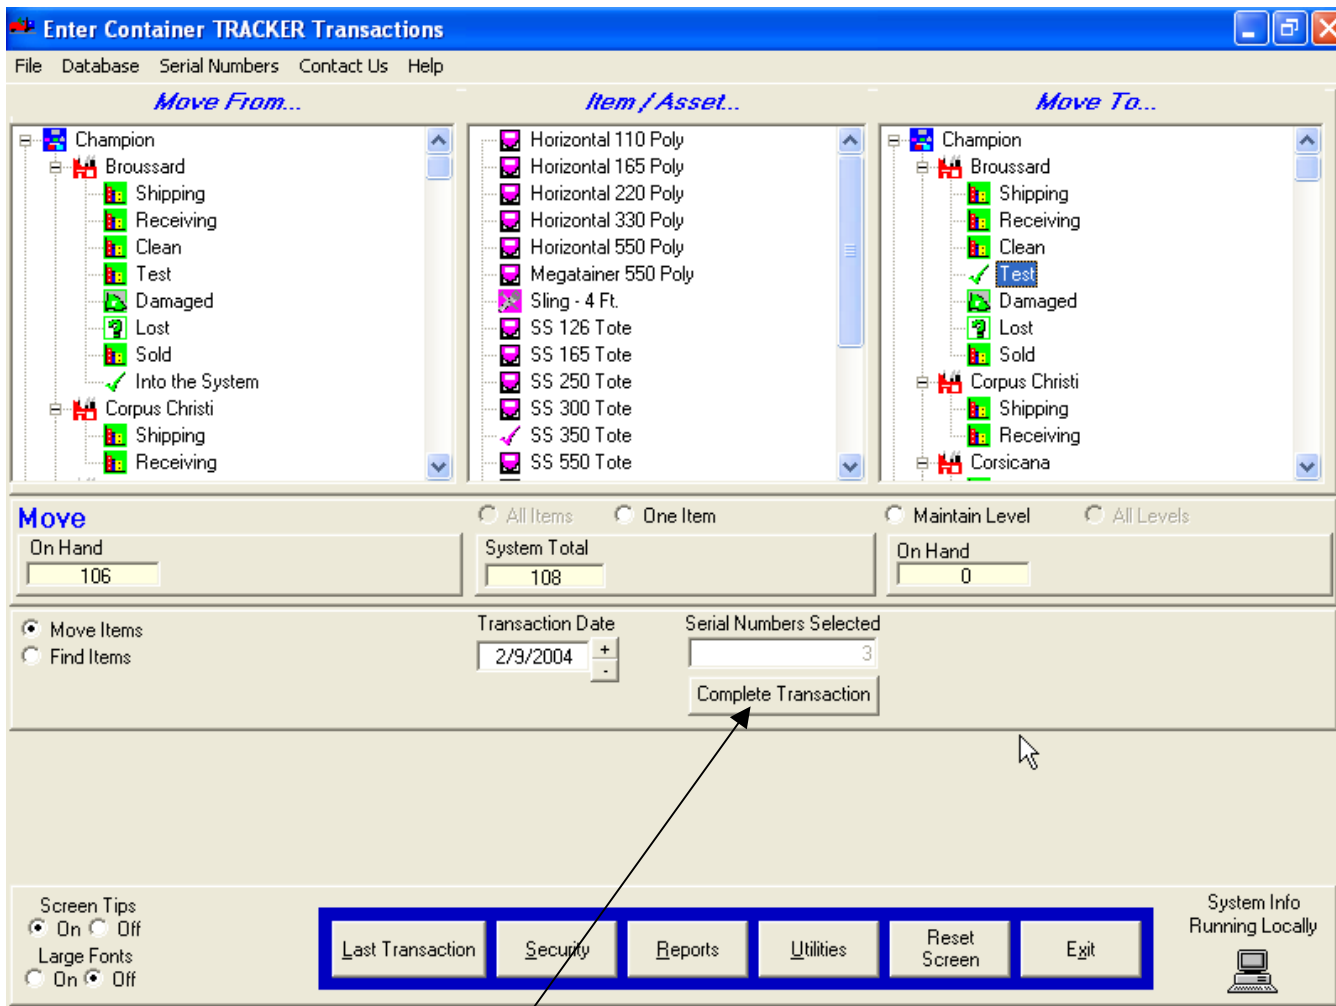 Enter Container TRACKER Transactions
File Database Serial Numbers Contact Us Help
Move From...
Champion
Broussard
Shipping
Receiving
Clean
Test
Damaged
Lost
Sold
Into the System
Corpus Christi
Shipping
Receiving
Item / Asset...
Horizontal 110 Poly
Horizontal 165 Poly
Horizontal 220 Poly
Horizontal 330 Poly
Horizontal 550 Poly
Megatainer 550 Poly
Sling - 4 Ft.
SS 126 Tote
SS 165 Tote
SS 250 Tote
SS 300 Tote
SS 350 Tote
SS 550 Tote
Move To...
Champion
Broussard
Shipping
Receiving
Clean
Test
Damaged
Lost
Sold
Corpus Christi
Shipping
Receiving
Corsicana
Move
On Hand
106
All Items One Item
System Total
108
Maintain Level All Levels
On Hand
0
Move Items
Find Items
Transaction Date
2/9/2004 + -
Serial Numbers Selected
3
Complete Transaction
Screen Tips
On Off
Large Fonts
On Off
Last Transaction
Security
Reports
Utilities
Reset Screen
Exit
System Info
Running Locally